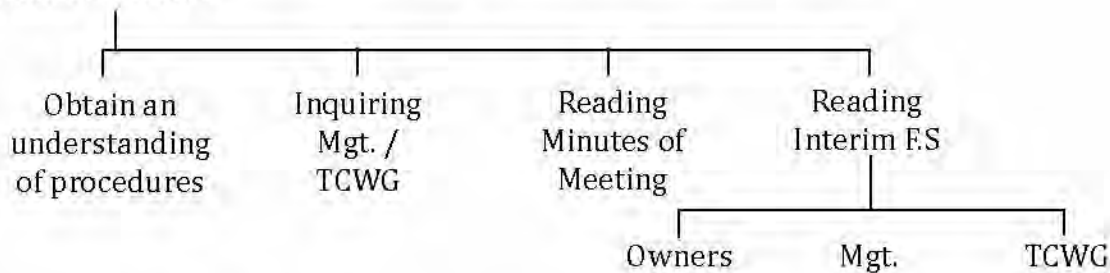 Obtain an
understanding
of procedures
Inquiring
Mgt. /
TCWG
Reading
Minutes of
Meeting
Reading
Interim F.S
Owners
Mgt.
TCWG